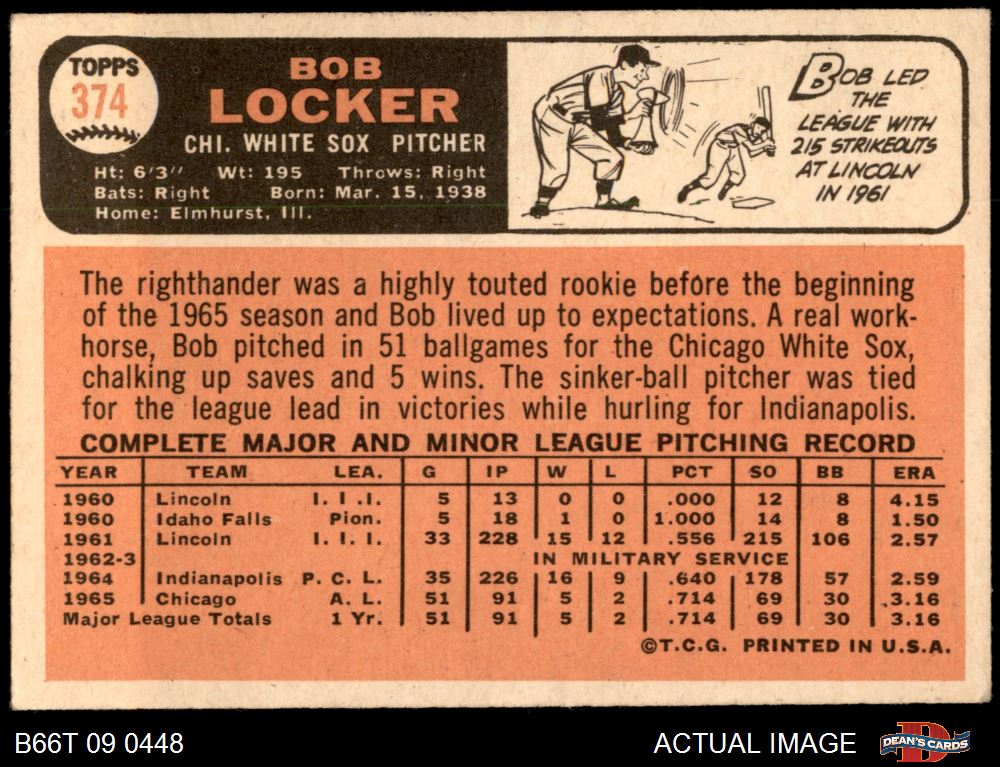 TOPPS
374
BOB
LOCKER
CHI. WHITE SOX PITCHER
Ht: 6'3" Wt: 195 Throws: Right
Bats: Right Born: Mar. 15, 1938
Home: Elmhurst, Ill.
BOB LED
THE
LEAGUE WITH
215 STRIKEOUTS
AT LINCOLN
IN 1961
The righthander was a highly touted rookie before the beginning
of the 1965 season and Bob lived up to expectations. A real work-
horse, Bob pitched in 51 ballgames for the Chicago White Sox,
chalking up saves and 5 wins. The sinker-ball pitcher was tied
for the league lead in victories while hurling for Indianapolis.
COMPLETE MAJOR AND MINOR LEAGUE PITCHING RECORD
YEAR TEAM LEA. G IP W L PCT SO BB ERA
1960 Lincoln I. I .I. 5 13 0 0 .000 12 8 4.15
1960 Idaho Falls Pion. 5 18 1 0 1.000 14 8 1.50
1961 Lincoln I. I. I. 33 228 15 12 .556 215 106 2.57
1962-3 IN MILITARY SERVICE
1964 Indianapolis P. C. L. 35 226 16 9 .640 178 57 2.59
1965 Chicago A. L. 51 91 5 2 .714 69 30 3.16
Major League Totals 1 Yr. 51 91 5 2 .714 69 30 3.16
©T.C.G. PRINTED IN U.S.A.
B66T 09 0448 ACTUAL IMAGE D DEAN'S CARDS